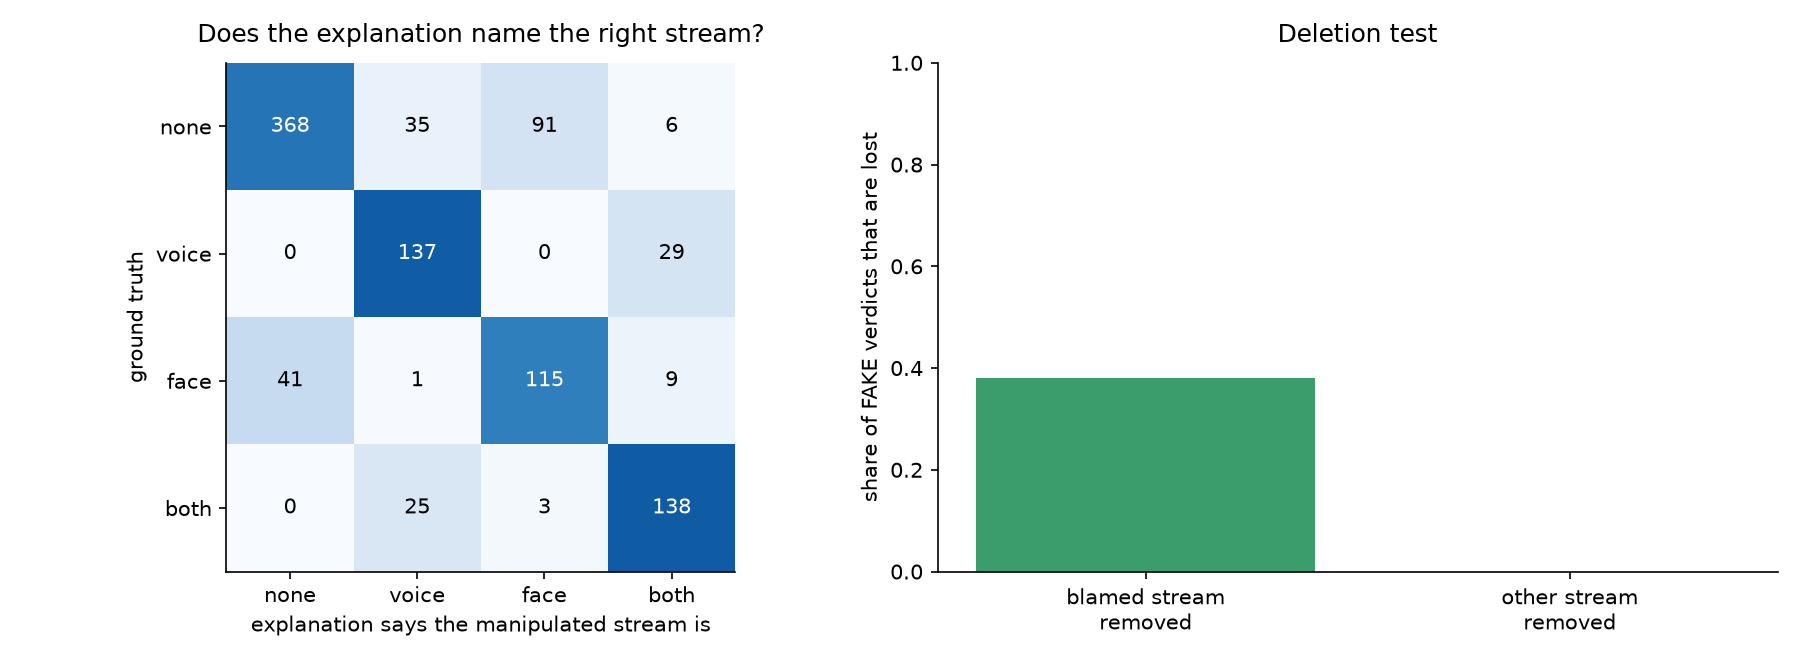 Does the explanation name the right stream?
ground truth
none 368 35 91 6
voice 0 137 0 29
face 41 1 115 9
both 0 25 3 138
none voice face both
explanation says the manipulated stream is
Deletion test
share of FAKE verdicts that are lost
1.0
0.8
0.6
0.4
0.2
0.0
blamed stream removed
other stream removed